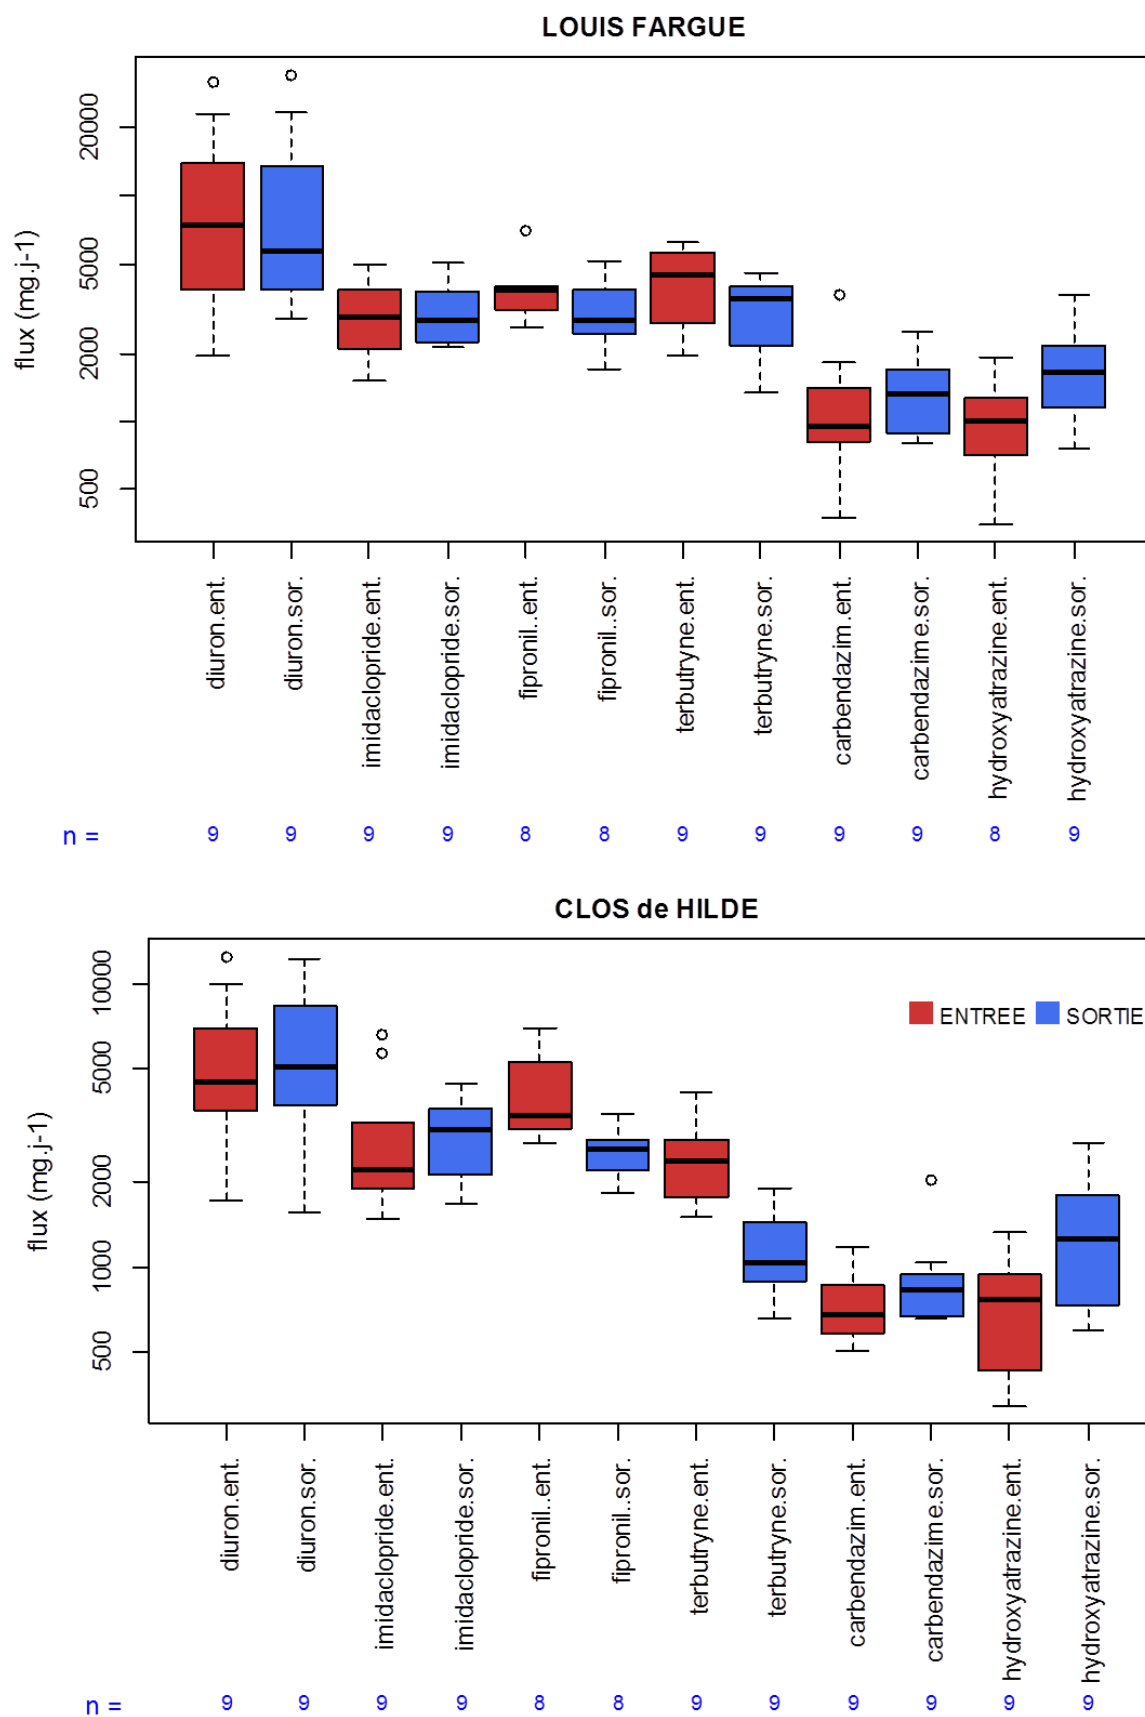 LOUIS FARGUE
flux (mg.j-1)
20000
5000
2000
500
diuron.ent.
diuron.sor.
imidaclopride.ent.
imidaclopride.sor.
fipronil..ent.
fipronil..sor.
terbutryne.ent.
terbutryne.sor.
carbendazim.ent.
carbendazime.sor.
hydroxyatrazine.ent.
hydroxyatrazine.sor.
n = 9 9 9 9 8 8 9 9 9 9 8 9
CLOS de HILDE
flux (mg.j-1)
10000
5000
2000
1000
500
ENTREE SORTIE
diuron.ent.
diuron.sor.
imidaclopride.ent.
imidaclopride.sor.
fipronil..ent.
fipronil..sor.
terbutryne.ent.
terbutryne.sor.
carbendazim.ent.
carbendazime.sor.
hydroxyatrazine.ent.
hydroxyatrazine.sor.
n = 9 9 9 9 8 8 9 9 9 9 9 9